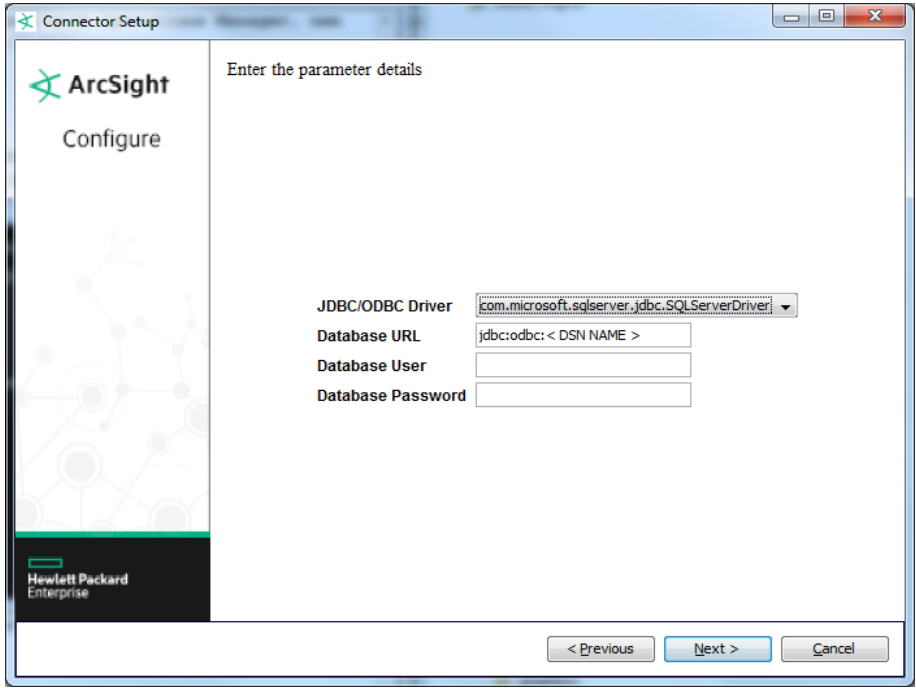 Connector Setup
ArcSight
Configure
Enter the parameter details
JDBC/ODBC Driver com.microsoft.sqlserver.jdbc.SQLServerDriver
Database URL jdbc:odbc:< DSN NAME >
Database User
Database Password
Hewlett Packard
Enterprise
< Previous Next > Cancel